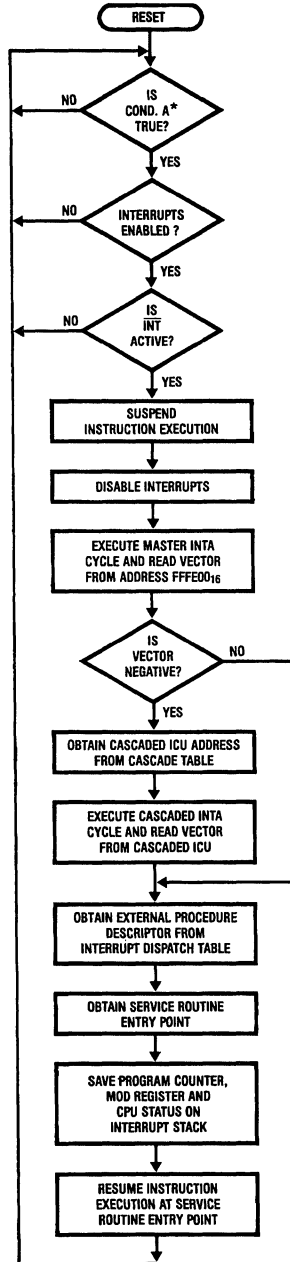 RESET
IS
COND. A*
TRUE?
NO
YES
INTERRUPTS
ENABLED ?
NO
YES
IS
INT
ACTIVE?
NO
YES
SUSPEND
INSTRUCTION EXECUTION
DISABLE INTERRUPTS
EXECUTE MASTER INTA
CYCLE AND READ VECTOR
FROM ADDRESS FFFE00₁₆
IS
VECTOR
NEGATIVE?
NO
YES
OBTAIN CASCADED ICU ADDRESS
FROM CASCADE TABLE
EXECUTE CASCADED INTA
CYCLE AND READ VECTOR
FROM CASCADED ICU
OBTAIN EXTERNAL PROCEDURE
DESCRIPTOR FROM
INTERRUPT DISPATCH TABLE
OBTAIN SERVICE ROUTINE
ENTRY POINT
SAVE PROGRAM COUNTER,
MOD REGISTER AND
CPU STATUS ON
INTERRUPT STACK
RESUME INSTRUCTION
EXECUTION AT SERVICE
ROUTINE ENTRY POINT